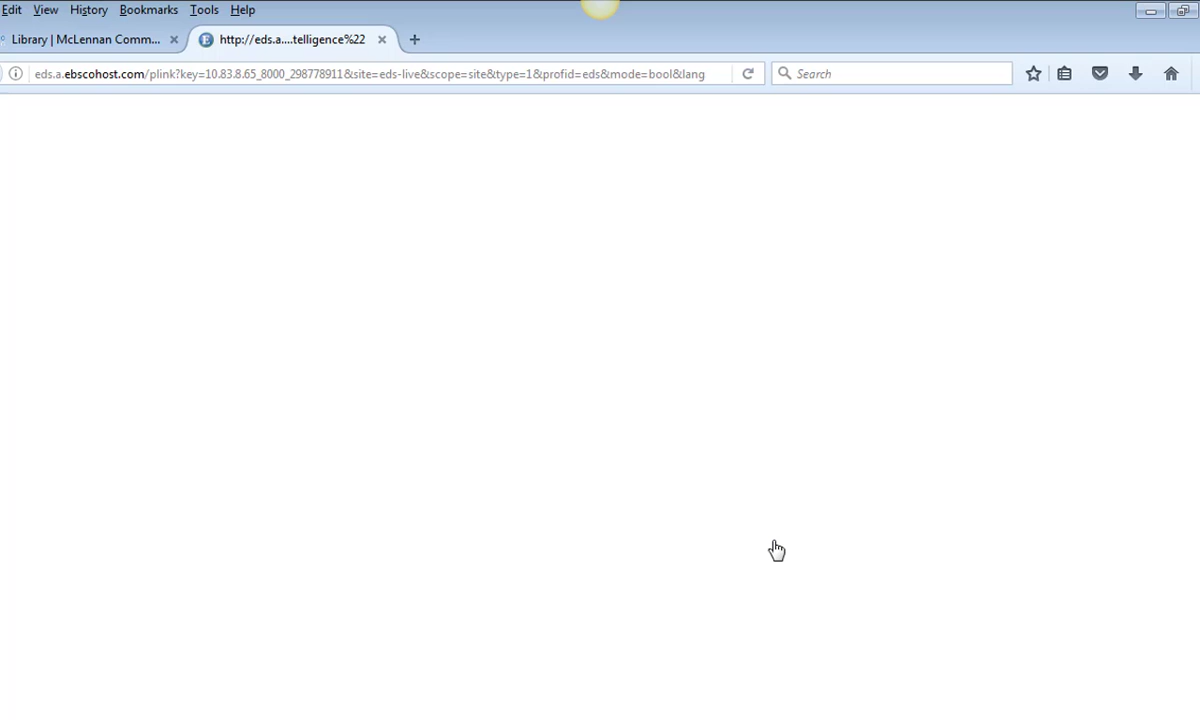 Edit View History Bookmarks Tools Help
Library | McLennan Comm... http://eds.a....telligence%22
eds.a.ebscohost.com/plink?key=10.83.8.65_8000_298778911&site=eds-live&scope=site&type=1&profid=eds&mode=bool&lang Search